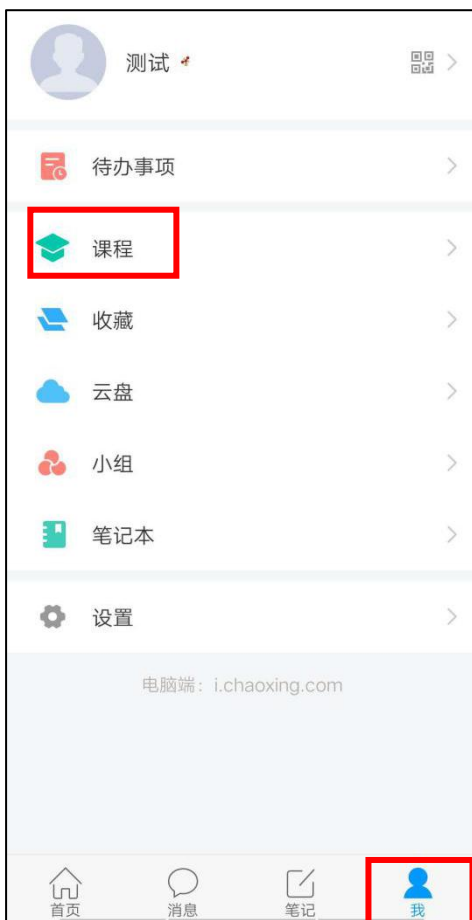 测试
待办事项
课程
收藏
云盘
小组
笔记本
设置
电脑端：i.chaoxing.com
首页 消息 笔记 我